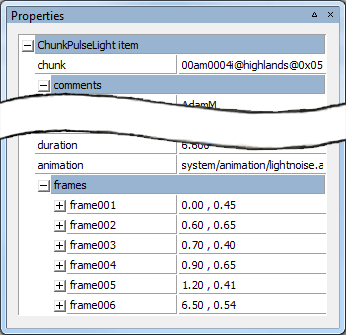 Properties
ChunkPulseLight item
chunk 00am0004i@highlands@0x05
comments
AdamM
duration 6.600
animation system/animation/lightnoise.a
frames
frame001 0.00 , 0.45
frame002 0.60 , 0.65
frame003 0.70 , 0.40
frame004 0.90 , 0.65
frame005 1.20 , 0.41
frame006 6.50 , 0.54